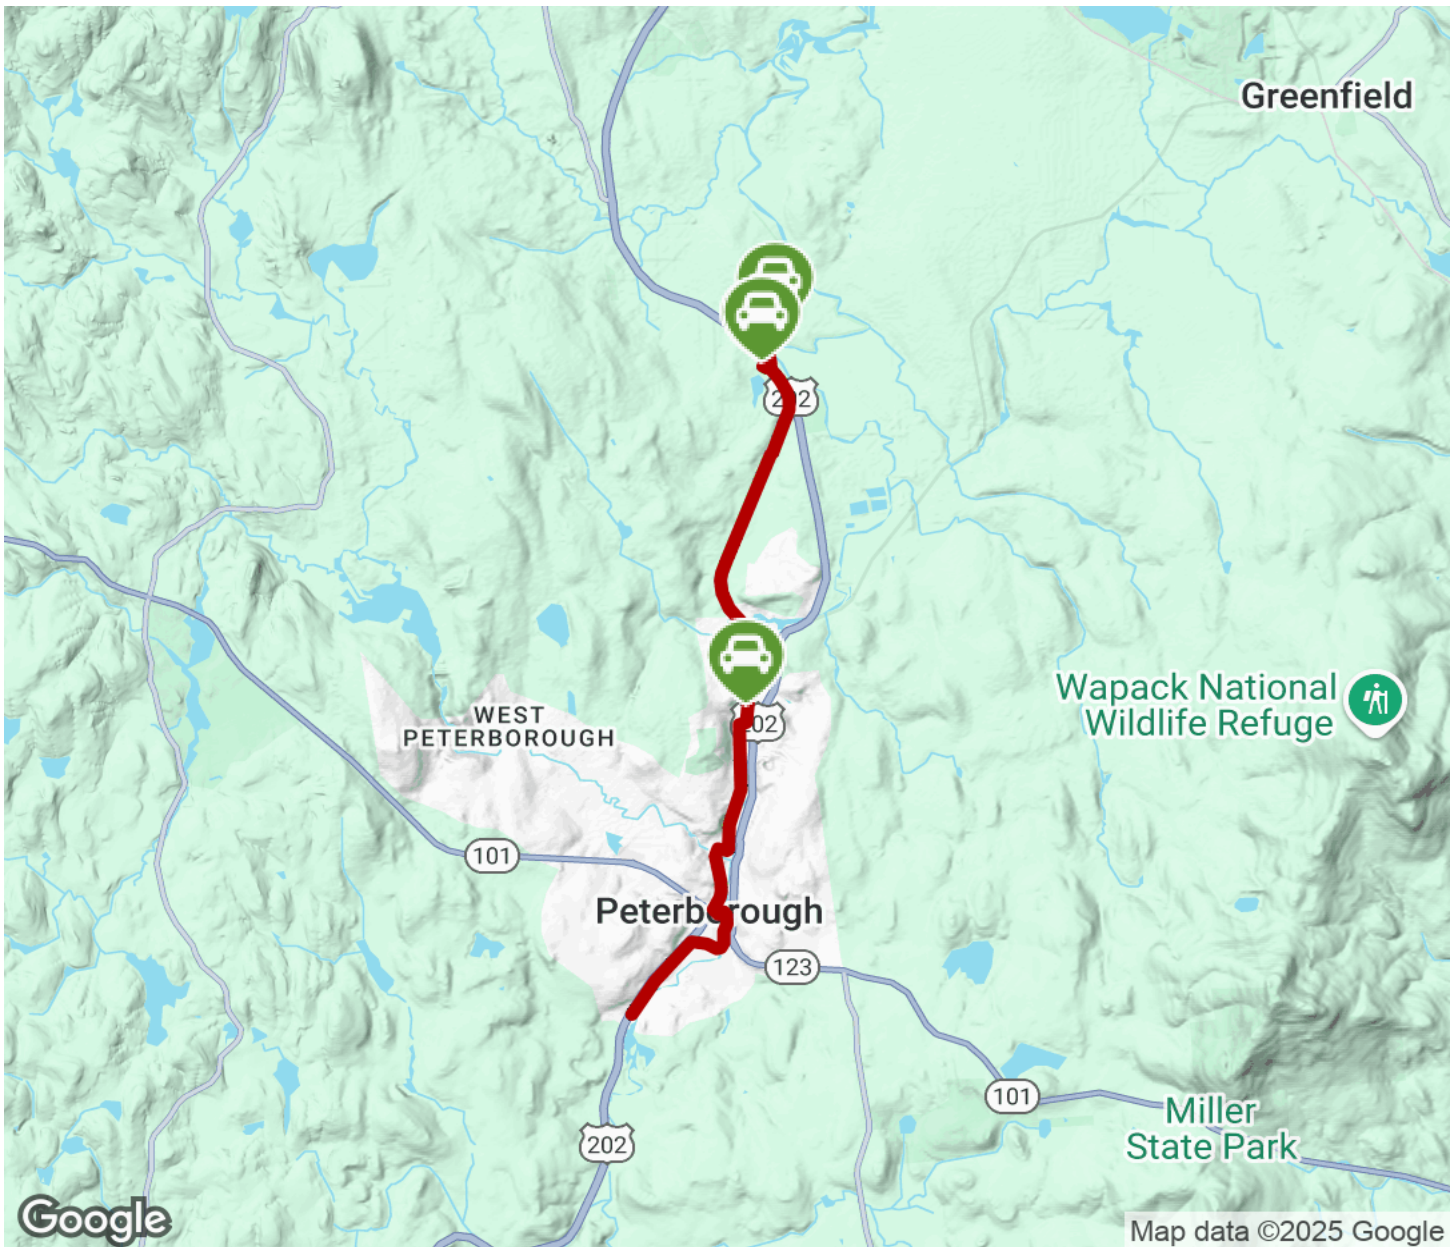 Greenfield
202
Wapack National
Wildlife Refuge
WEST
PETERBOROUGH
202
101
Peterborough
123
101
Miller
State Park
202
Google
Map data ©2025 Google